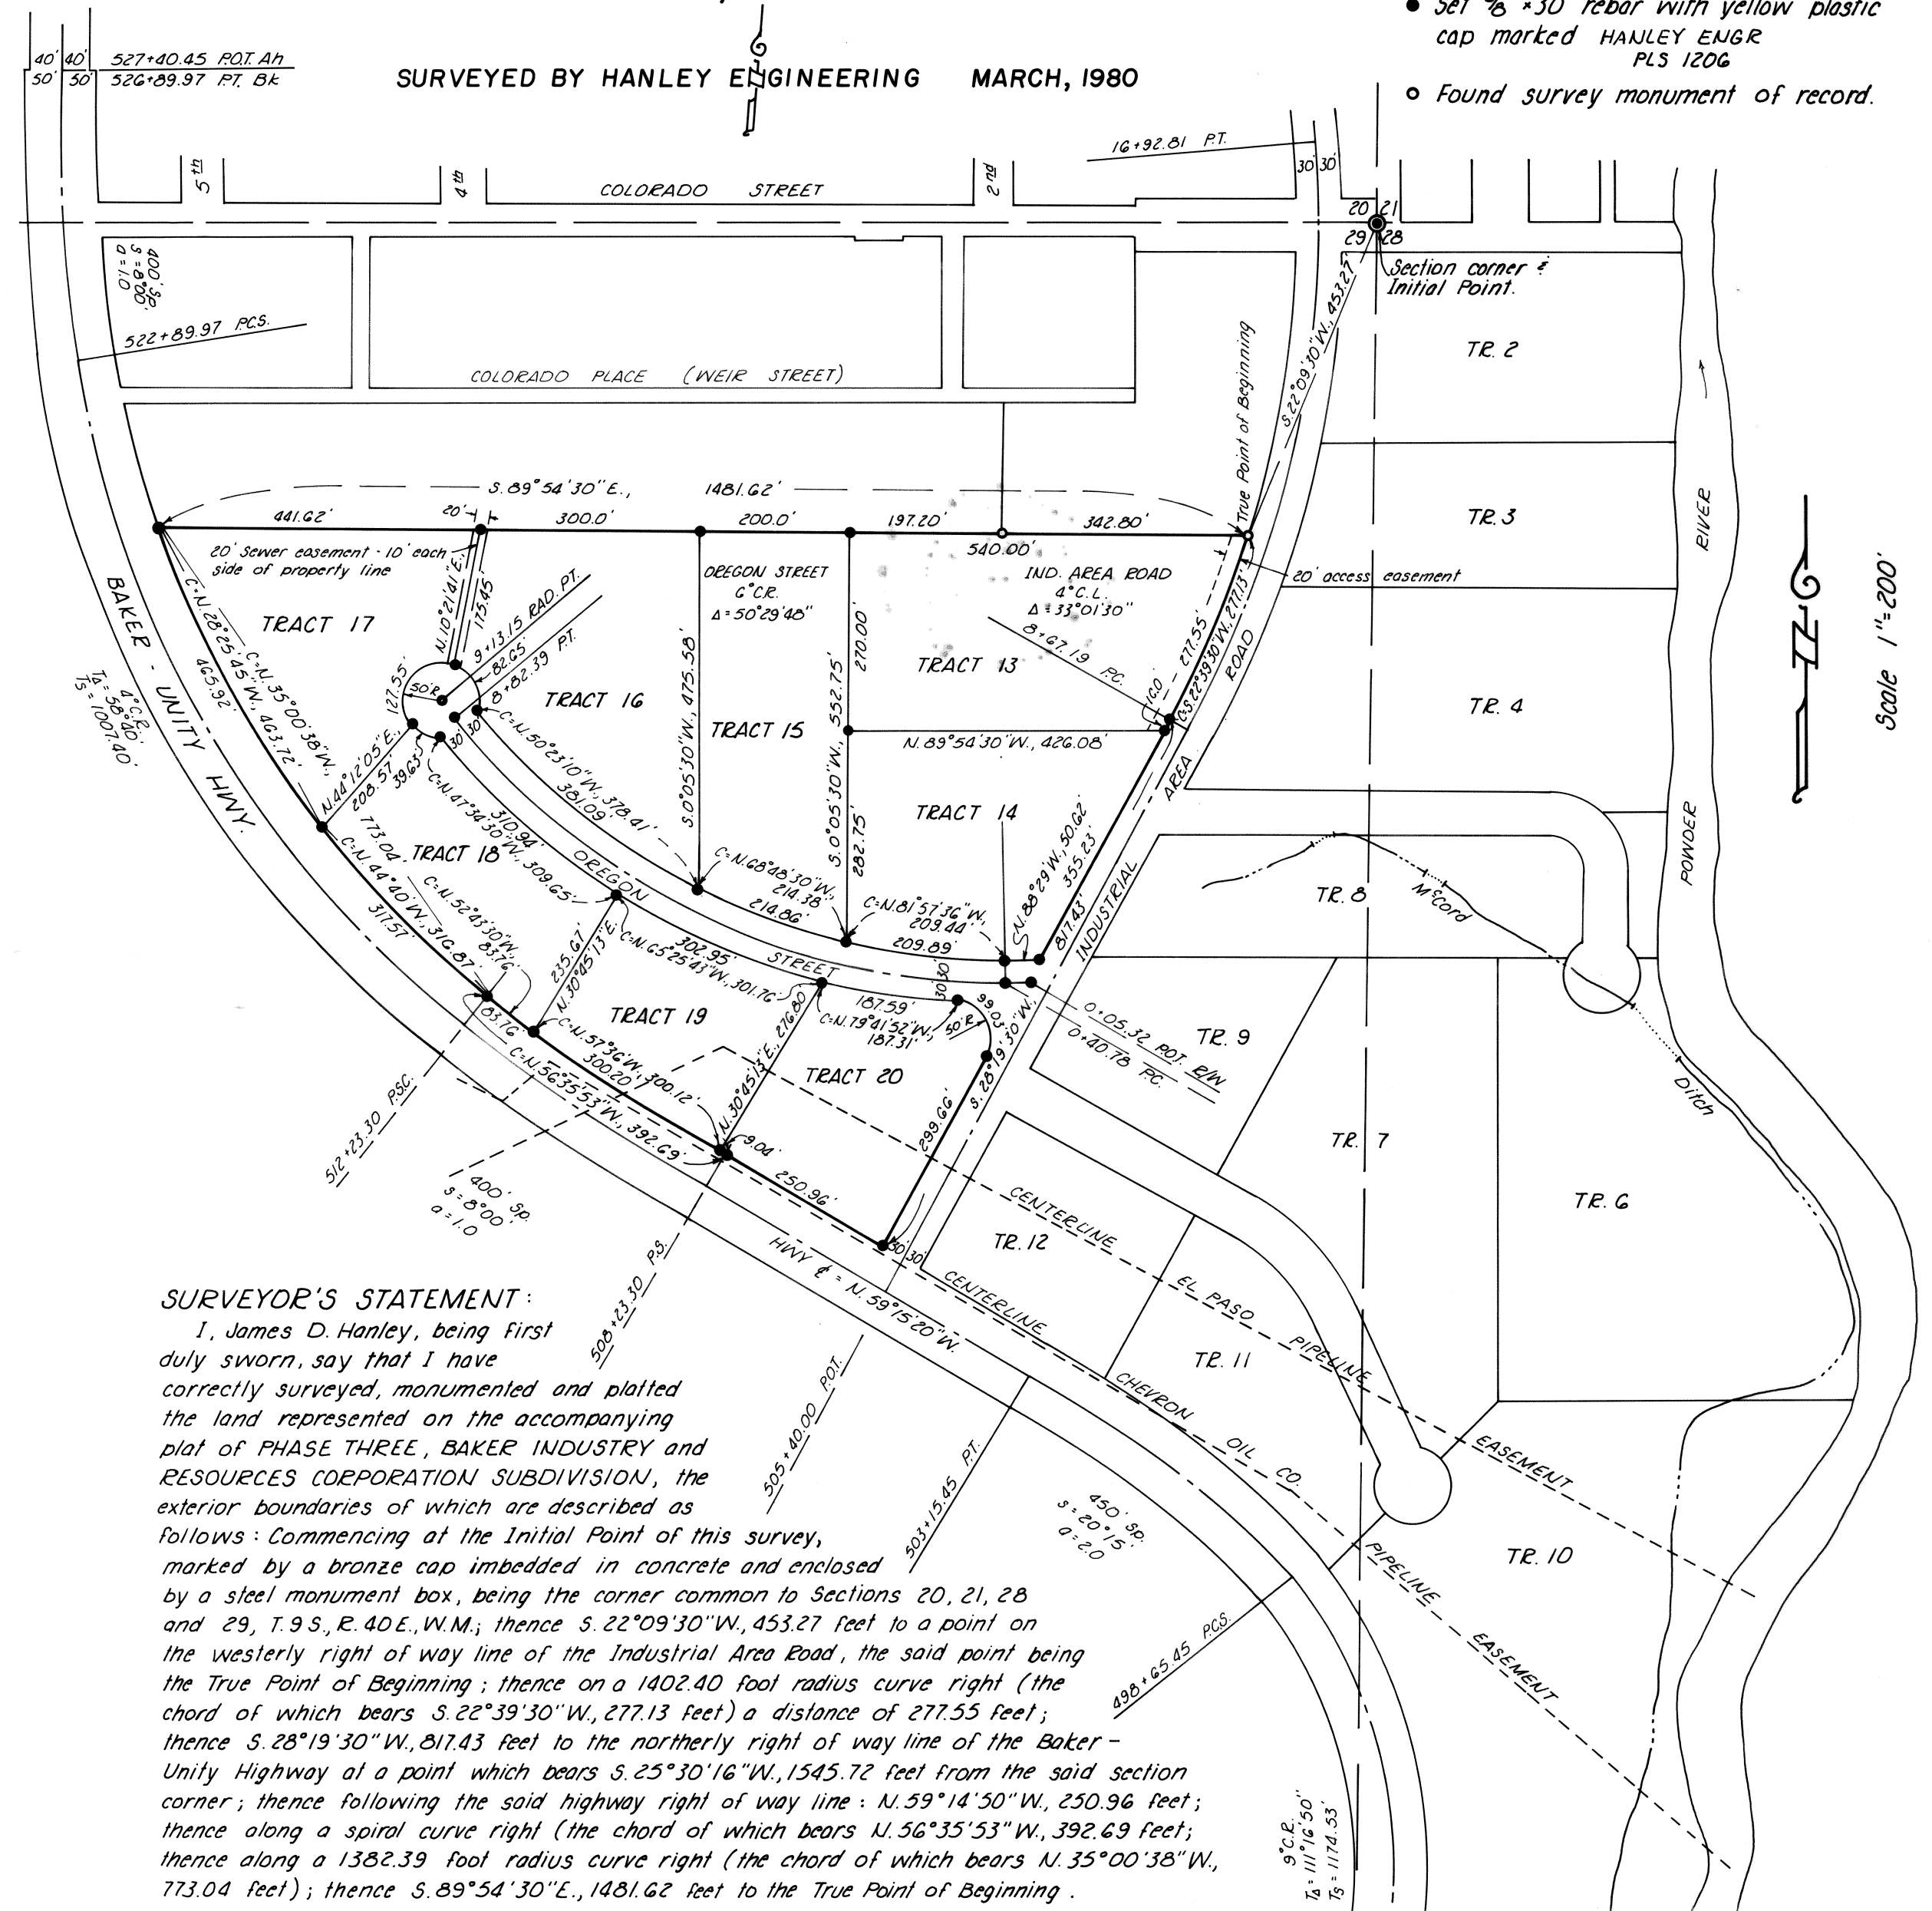 Set 5/8 x 30 rebar with yellow plastic
cap marked HANLEY ENGR
PLS 1206
Found survey monument of record.
40' 40'
50' 50'
527+40.45 P.O.T. Ah
526+89.97 P.T. Bk
SURVEYED BY HANLEY ENGINEERING MARCH, 1980
16+92.81 P.T.
30' 30'
5th
4th
2nd
COLORADO STREET
20 21
29 28
Section corner &
Initial Point.
400' Sp.
S = 8°00'
a = 1.0
522+89.97 P.C.S.
COLORADO PLACE (WEIR STREET)
S.22°09'30"W., 453.27'
True Point of Beginning
TR. 2
TR. 3
TR. 4
RIVER
POWDER
Scale 1"=200'
S.89°54'30"E., 1481.62'
441.62'
20'
300.0'
200.0'
197.20'
342.80'
540.00'
20' Sewer easement - 10' each
side of property line
OREGON STREET
6°C.R.
Δ = 50°29'48"
IND. AREA ROAD
4°C.L.
Δ = 33°01'30"
20' access easement
TRACT 17
N.10°21'41"E.,
175.45'
9+13.15 RAD. PT.
82.65'
8+82.39 P.T.
127.55'
50'R.
TRACT 16
30' 30'
S.0°05'30"W., 475.58'
TRACT 15
S.0°05'30"W., 552.75'
270.00'
282.75'
TRACT 13
8+67.19 P.C.
16.0'
277.55'
C=S.22°39'30"W., 277.13'
N.89°54'30"W., 426.08'
TRACT 14
BAKER - UNITY HWY.
4°C.R.
TΔ = 58°40'
TS = 1007.40'
C=N.28°25'45"W., 463.72'
465.92'
C=N.35°00'38"W.,
773.04'
N.44°12'05"E.,
208.57'
39.63'
C=N.50°23'10"W., 378.41'
381.09'
C=N.47°34'30"W., 309.65'
310.94'
TRACT 18
C=N.44°40'W., 316.87'
317.57'
C=N.52°43'30"W.,
83.76'
83.76'
OREGON STREET
C=N.68°48'30"W.,
214.38'
214.86'
C=N.81°57'36"W.,
209.44'
209.89'
N.88°29'W., 50.62'
355.23'
817.43'
INDUSTRIAL AREA ROAD
30' 30'
235.67'
N.30°45'13"E.
302.95'
C=N.65°25'43"W., 301.76'
TRACT 19
187.59'
C=N.79°41'52"W.,
187.31'
99.03'
50'R.
S.28°19'30"W.,
0+05.32 P.O.T. R/W
0+40.78 P.C.
C=N.57°36'W., 300.12'
300.20'
C=N.56°35'53"W., 392.69'
N.30°45'13"E., 276.80'
TRACT 20
299.66'
9.04'
250.96'
30' 30'
TR. 8
McCord
Ditch
TR. 9
TR. 7
TR. 6
TR. 12
TR. 11
TR. 10
512+23.30 P.S.C.
400' Sp.
S = 8°00'
a = 1.0
508+23.30 P.S.
HWY ₵ = N. 59°15'20"W.
505+40.00 P.O.T.
503+15.45 P.T.
450' Sp.
S = 20°15'
a = 2.0
498+65.45 P.C.S.
CENTERLINE EL PASO PIPELINE EASEMENT
CENTERLINE CHEVRON OIL CO. PIPELINE EASEMENT
9°C.R.
TΔ = 111°16'50"
TS = 1174.53'
SURVEYOR'S STATEMENT:
I, James D. Hanley, being first
duly sworn, say that I have
correctly surveyed, monumented and platted
the land represented on the accompanying
plat of PHASE THREE, BAKER INDUSTRY and
RESOURCES CORPORATION SUBDIVISION, the
exterior boundaries of which are described as
follows: Commencing at the Initial Point of this survey,
marked by a bronze cap imbedded in concrete and enclosed
by a steel monument box, being the corner common to Sections 20, 21, 28
and 29, T.9 S., R. 40 E., W.M.; thence S. 22°09'30"W., 453.27 feet to a point on
the westerly right of way line of the Industrial Area Road, the said point being
the True Point of Beginning; thence on a 1402.40 foot radius curve right (the
chord of which bears S. 22°39'30"W., 277.13 feet) a distance of 277.55 feet;
thence S. 28°19'30"W., 817.43 feet to the northerly right of way line of the Baker-
Unity Highway at a point which bears S. 25°30'16"W., 1545.72 feet from the said section
corner; thence following the said highway right of way line: N. 59°14'50"W., 250.96 feet;
thence along a spiral curve right (the chord of which bears N. 56°35'53"W., 392.69 feet;
thence along a 1382.39 foot radius curve right (the chord of which bears N. 35°00'38"W.,
773.04 feet); thence S. 89°54'30"E., 1481.62 feet to the True Point of Beginning.